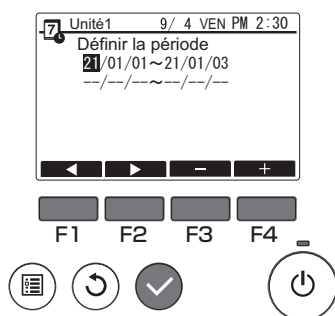 7 Unité1 9/ 4 VEN PM 2:30
Définir la période
21/01/01～21/01/03
--/--/--～--/--/--
− +
F1 F2 F3 F4